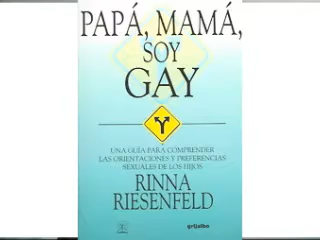 PAPÁ, MAMÁ,
SOY
GAY
UNA GUÍA PARA COMPRENDER
LAS ORIENTACIONES Y PREFERENCIAS
SEXUALES DE LOS HIJOS
RINNA
RIESENFELD
grijalbo